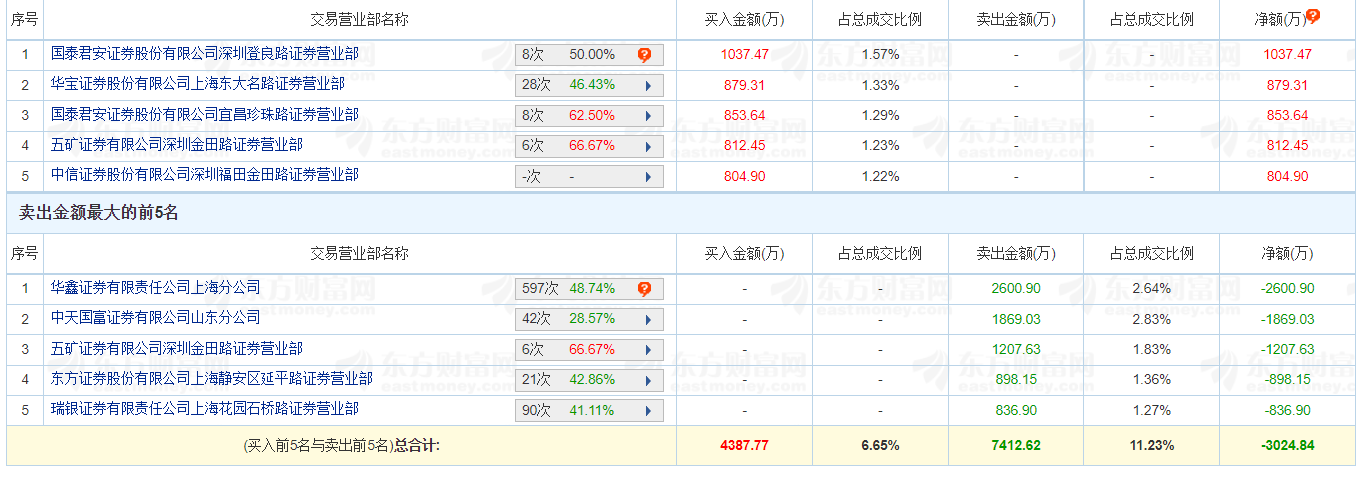 序号 交易营业部名称 买入金额(万) 占总成交比例 卖出金额(万) 占总成交比例 净额(万)
1 国泰君安证券股份有限公司深圳登良路证券营业部 8次 50.00% 1037.47 1.57% - - 1037.47
2 华宝证券股份有限公司上海东大名路证券营业部 28次 46.43% 879.31 1.33% - - 879.31
3 国泰君安证券股份有限公司宜昌珍珠路证券营业部 8次 62.50% 853.64 1.29% - - 853.64
4 五矿证券有限公司深圳金田路证券营业部 6次 66.67% 812.45 1.23% - - 812.45
5 中信证券股份有限公司深圳福田金田路证券营业部 -次 - 804.90 1.22% - - 804.90
卖出金额最大的前5名
序号 交易营业部名称 买入金额(万) 占总成交比例 卖出金额(万) 占总成交比例 净额(万)
1 华鑫证券有限责任公司上海分公司 597次 48.74% - - 2600.90 2.64% -2600.90
2 中天国富证券有限公司山东分公司 42次 28.57% - - 1869.03 2.83% -1869.03
3 五矿证券有限公司深圳金田路证券营业部 6次 66.67% - - 1207.63 1.83% -1207.63
4 东方证券股份有限公司上海静安区延平路证券营业部 21次 42.86% - - 898.15 1.36% -898.15
5 瑞银证券有限责任公司上海花园石桥路证券营业部 90次 41.11% - - 836.90 1.27% -836.90
(买入前5名与卖出前5名)总合计: 4387.77 6.65% 7412.62 11.23% -3024.84
东方财富网
eastmoney.com